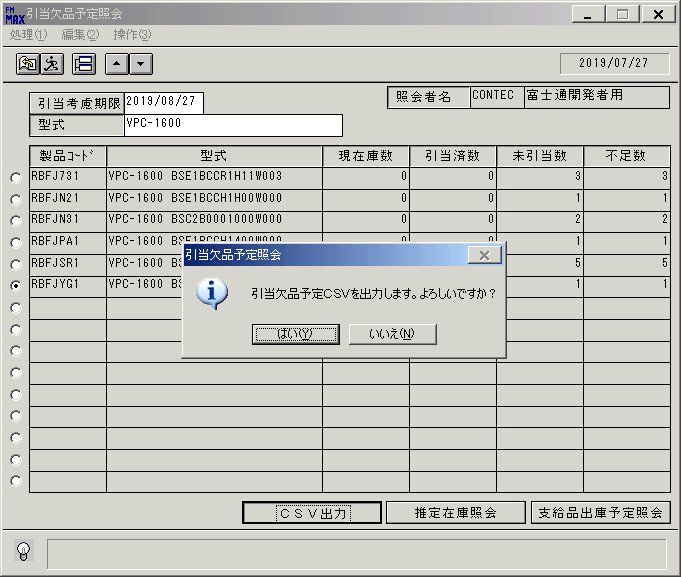 FM MAX 引当欠品予定照会
処理(1) 編集(2) 操作(3)
2019/07/27
引当考慮期限 2019/08/27 照会者名 CONTEC 富士通開発者用
型式 VPC-1600
製品ｺｰﾄﾞ 型式 現在庫数 引当済数 未引当数 不足数
RBFJ731 VPC-1600 BSE1BCCR1H11W003 0 0 3 3
RBFJN21 VPC-1600 BSE1BCCH1H00W000 0 0 1 1
RBFJN31 VPC-1600 BSC2B0001000W000 0 0 2 2
RBFJPA1 VPC-1600 BSE1BCCH1400W000 0 0 1 1
RBFJSR1 VPC-1600 5 5
RBFJYG1 VPC-1600 1 1
引当欠品予定照会
引当欠品予定CSVを出力します。よろしいですか？
はい(Y) いいえ(N)
ＣＳＶ出力 推定在庫照会 支給品出庫予定照会